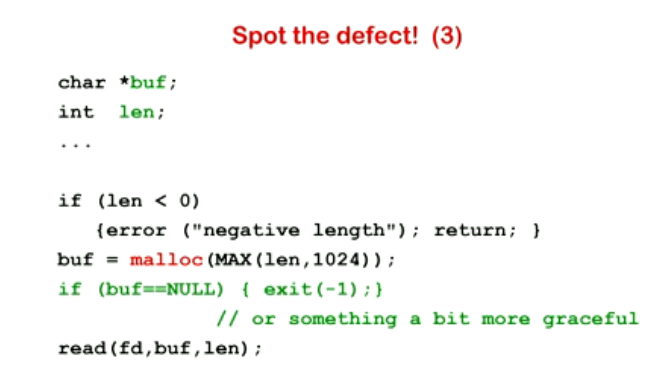 Spot the defect! (3)
char *buf;
int len;
...
if (len < 0)
{error ("negative length"); return; }
buf = malloc(MAX(len,1024));
if (buf==NULL) { exit(-1);}
// or something a bit more graceful
read(fd,buf,len);